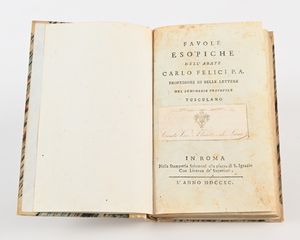 FAVOLE
ESOPICHE
DELL'ABATE
CARLO FELICI P.A.
PROFESSORE DI BELLE LETTERE
NEL SEMINARIO VESCOVILE
TUSCULANO
IN ROMA
Nella Stamperia Salomoni alla piazza di S. Ignazio
Con Licenza de' Superiori.
L'ANNO MDCCXC.